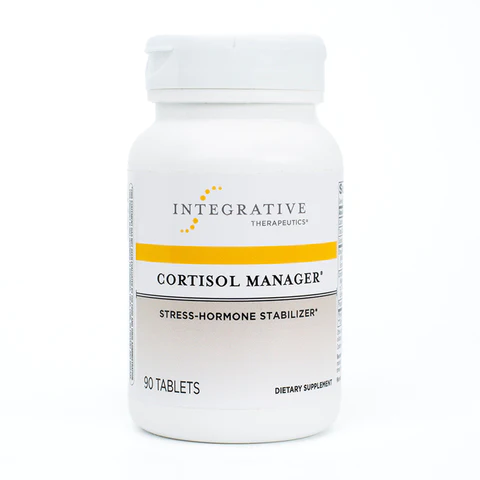 INTEGRATIVE
THERAPEUTICS®
CORTISOL MANAGER®
STRESS-HORMONE STABILIZER*
90 TABLETS
DIETARY SUPPLEMENT